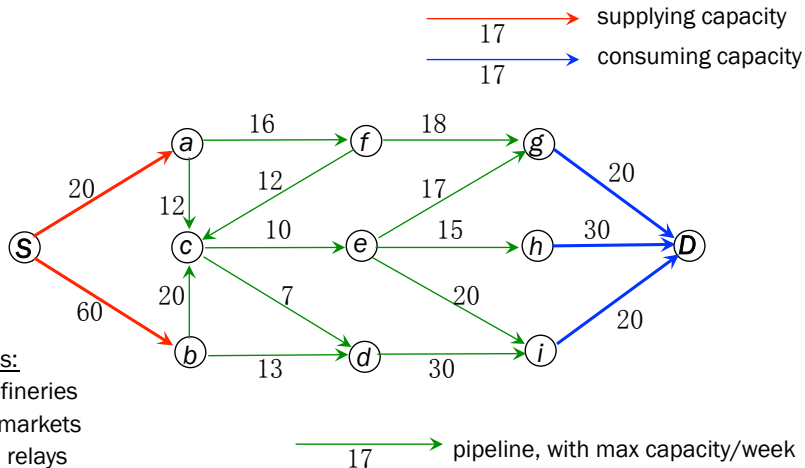 17
supplying capacity
17
consuming capacity
a
16
f
18
g
20
12
12
17
20
S
c
10
e
15
h
30
D
60
20
7
20
20
b
13
d
30
i
s:
fineries
markets
relays
17
pipeline, with max capacity/week